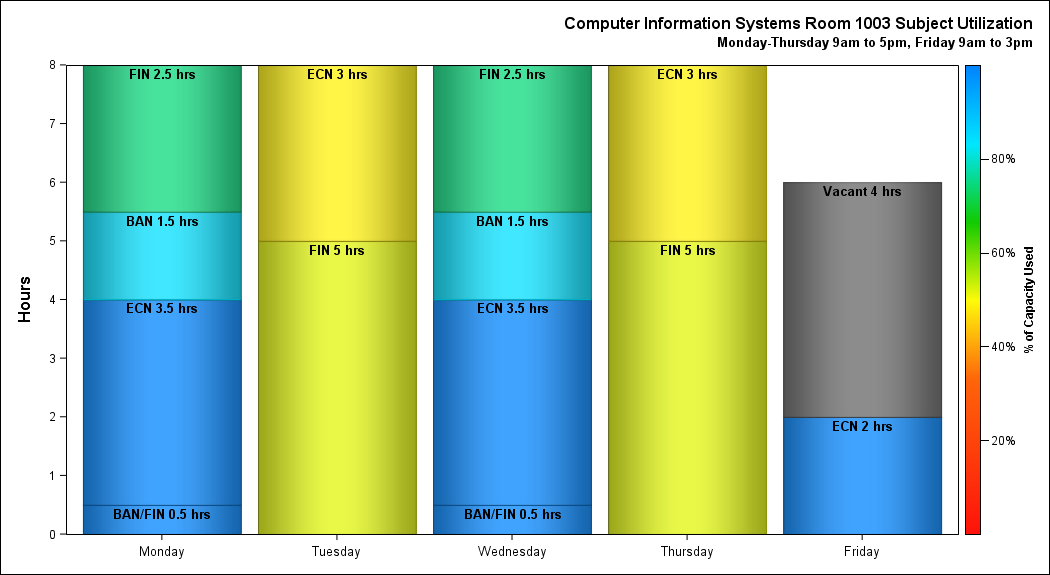 Computer Information Systems Room 1003 Subject Utilization
Monday-Thursday 9am to 5pm, Friday 9am to 3pm
Hours
8
7
6
5
4
3
2
1
0
FIN 2.5 hrs
BAN 1.5 hrs
ECN 3.5 hrs
BAN/FIN 0.5 hrs
ECN 3 hrs
FIN 5 hrs
FIN 2.5 hrs
BAN 1.5 hrs
ECN 3.5 hrs
BAN/FIN 0.5 hrs
ECN 3 hrs
FIN 5 hrs
Vacant 4 hrs
ECN 2 hrs
Monday
Tuesday
Wednesday
Thursday
Friday
80%
60%
40%
20%
% of Capacity Used